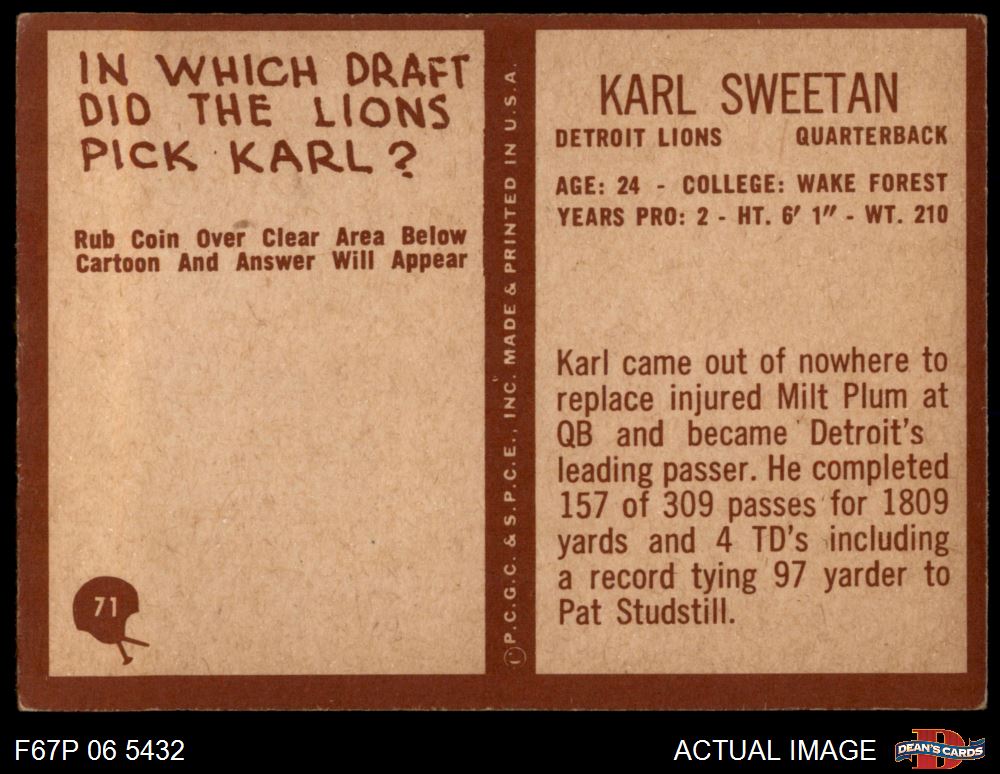 IN WHICH DRAFT
DID THE LIONS
PICK KARL?
Rub Coin Over Clear Area Below
Cartoon And Answer Will Appear
71
©P.C.G.C. & S.P.C.E., INC. MADE & PRINTED IN U.S.A.
KARL SWEETAN
DETROIT LIONS QUARTERBACK
AGE: 24 - COLLEGE: WAKE FOREST
YEARS PRO: 2 - HT. 6' 1" - WT. 210
Karl came out of nowhere to
replace injured Milt Plum at
QB and became Detroit's
leading passer. He completed
157 of 309 passes for 1809
yards and 4 TD's including
a record tying 97 yarder to
Pat Studstill.
F67P 06 5432
ACTUAL IMAGE
D
DEAN'S CARDS